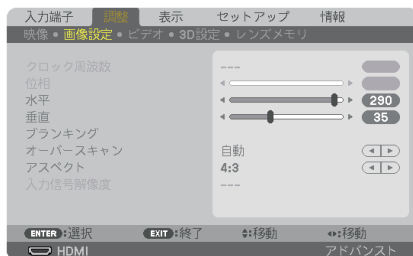 入力端子 調整 表示 セットアップ 情報
映像 • 画像設定 • ビデオ • 3D設定 • レンズメモリ
クロック周波数 ---
位相
水平 290
垂直 35
ブランキング
オーバースキャン 自動
アスペクト 4:3
入力信号解像度 ---
ENTER :選択 EXIT :終了 :移動 :移動
HDMI アドバンスト